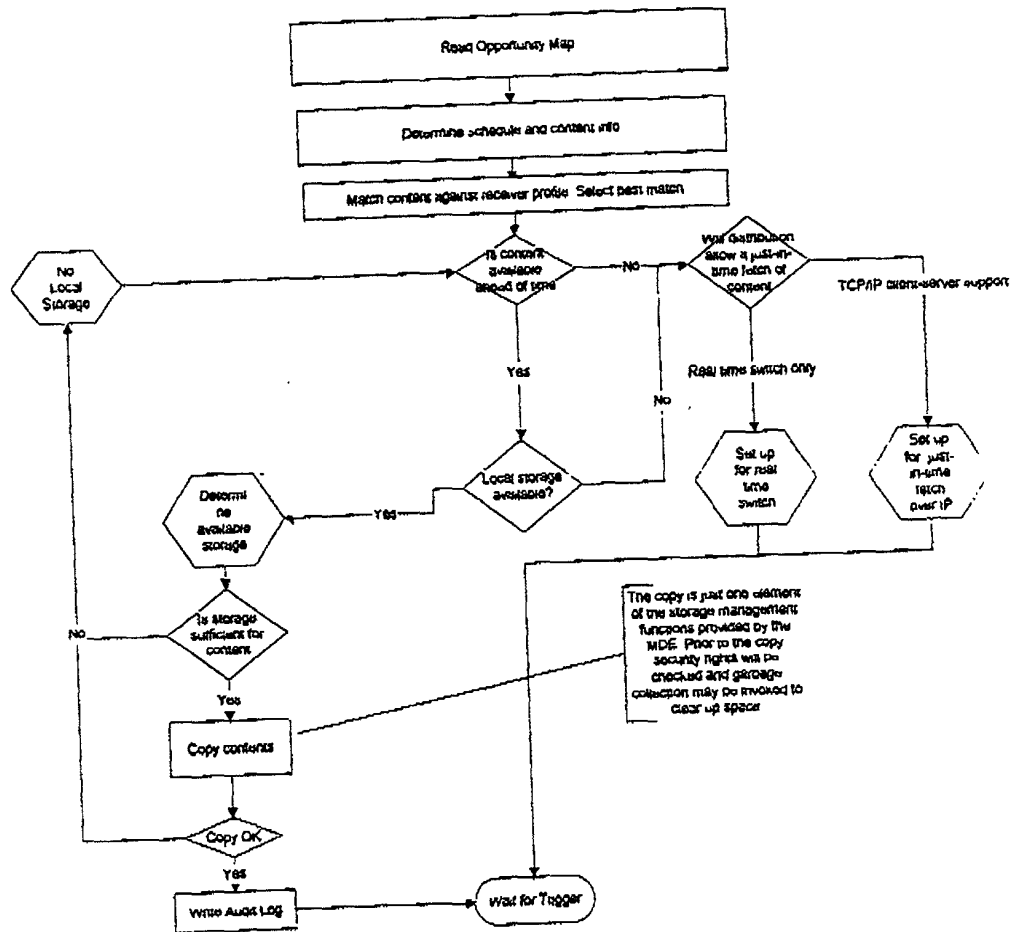 Read Opportunity Map
Determine schedule and content info
Match content against receiver profile. Select best match
No
Local
Storage
Is content
available
ahead of time
No
Will distribution
allow a just-in-
time fetch of
content
TCP/IP client-server support
Yes
Real time switch only
No
Set up
for real
time
switch
Set up
for just-
in-time
fetch
over IP
Local storage
available?
Yes
Determi
ne
available
storage
Is storage
sufficient for
content
No
Yes
The copy is just one element
of the storage management
functions provided by the
MDE. Prior to the copy
security rights will be
checked and garbage
collection may be invoked to
clear up space
Copy contents
Copy OK
Yes
Write Audit Log
Wait for Trigger